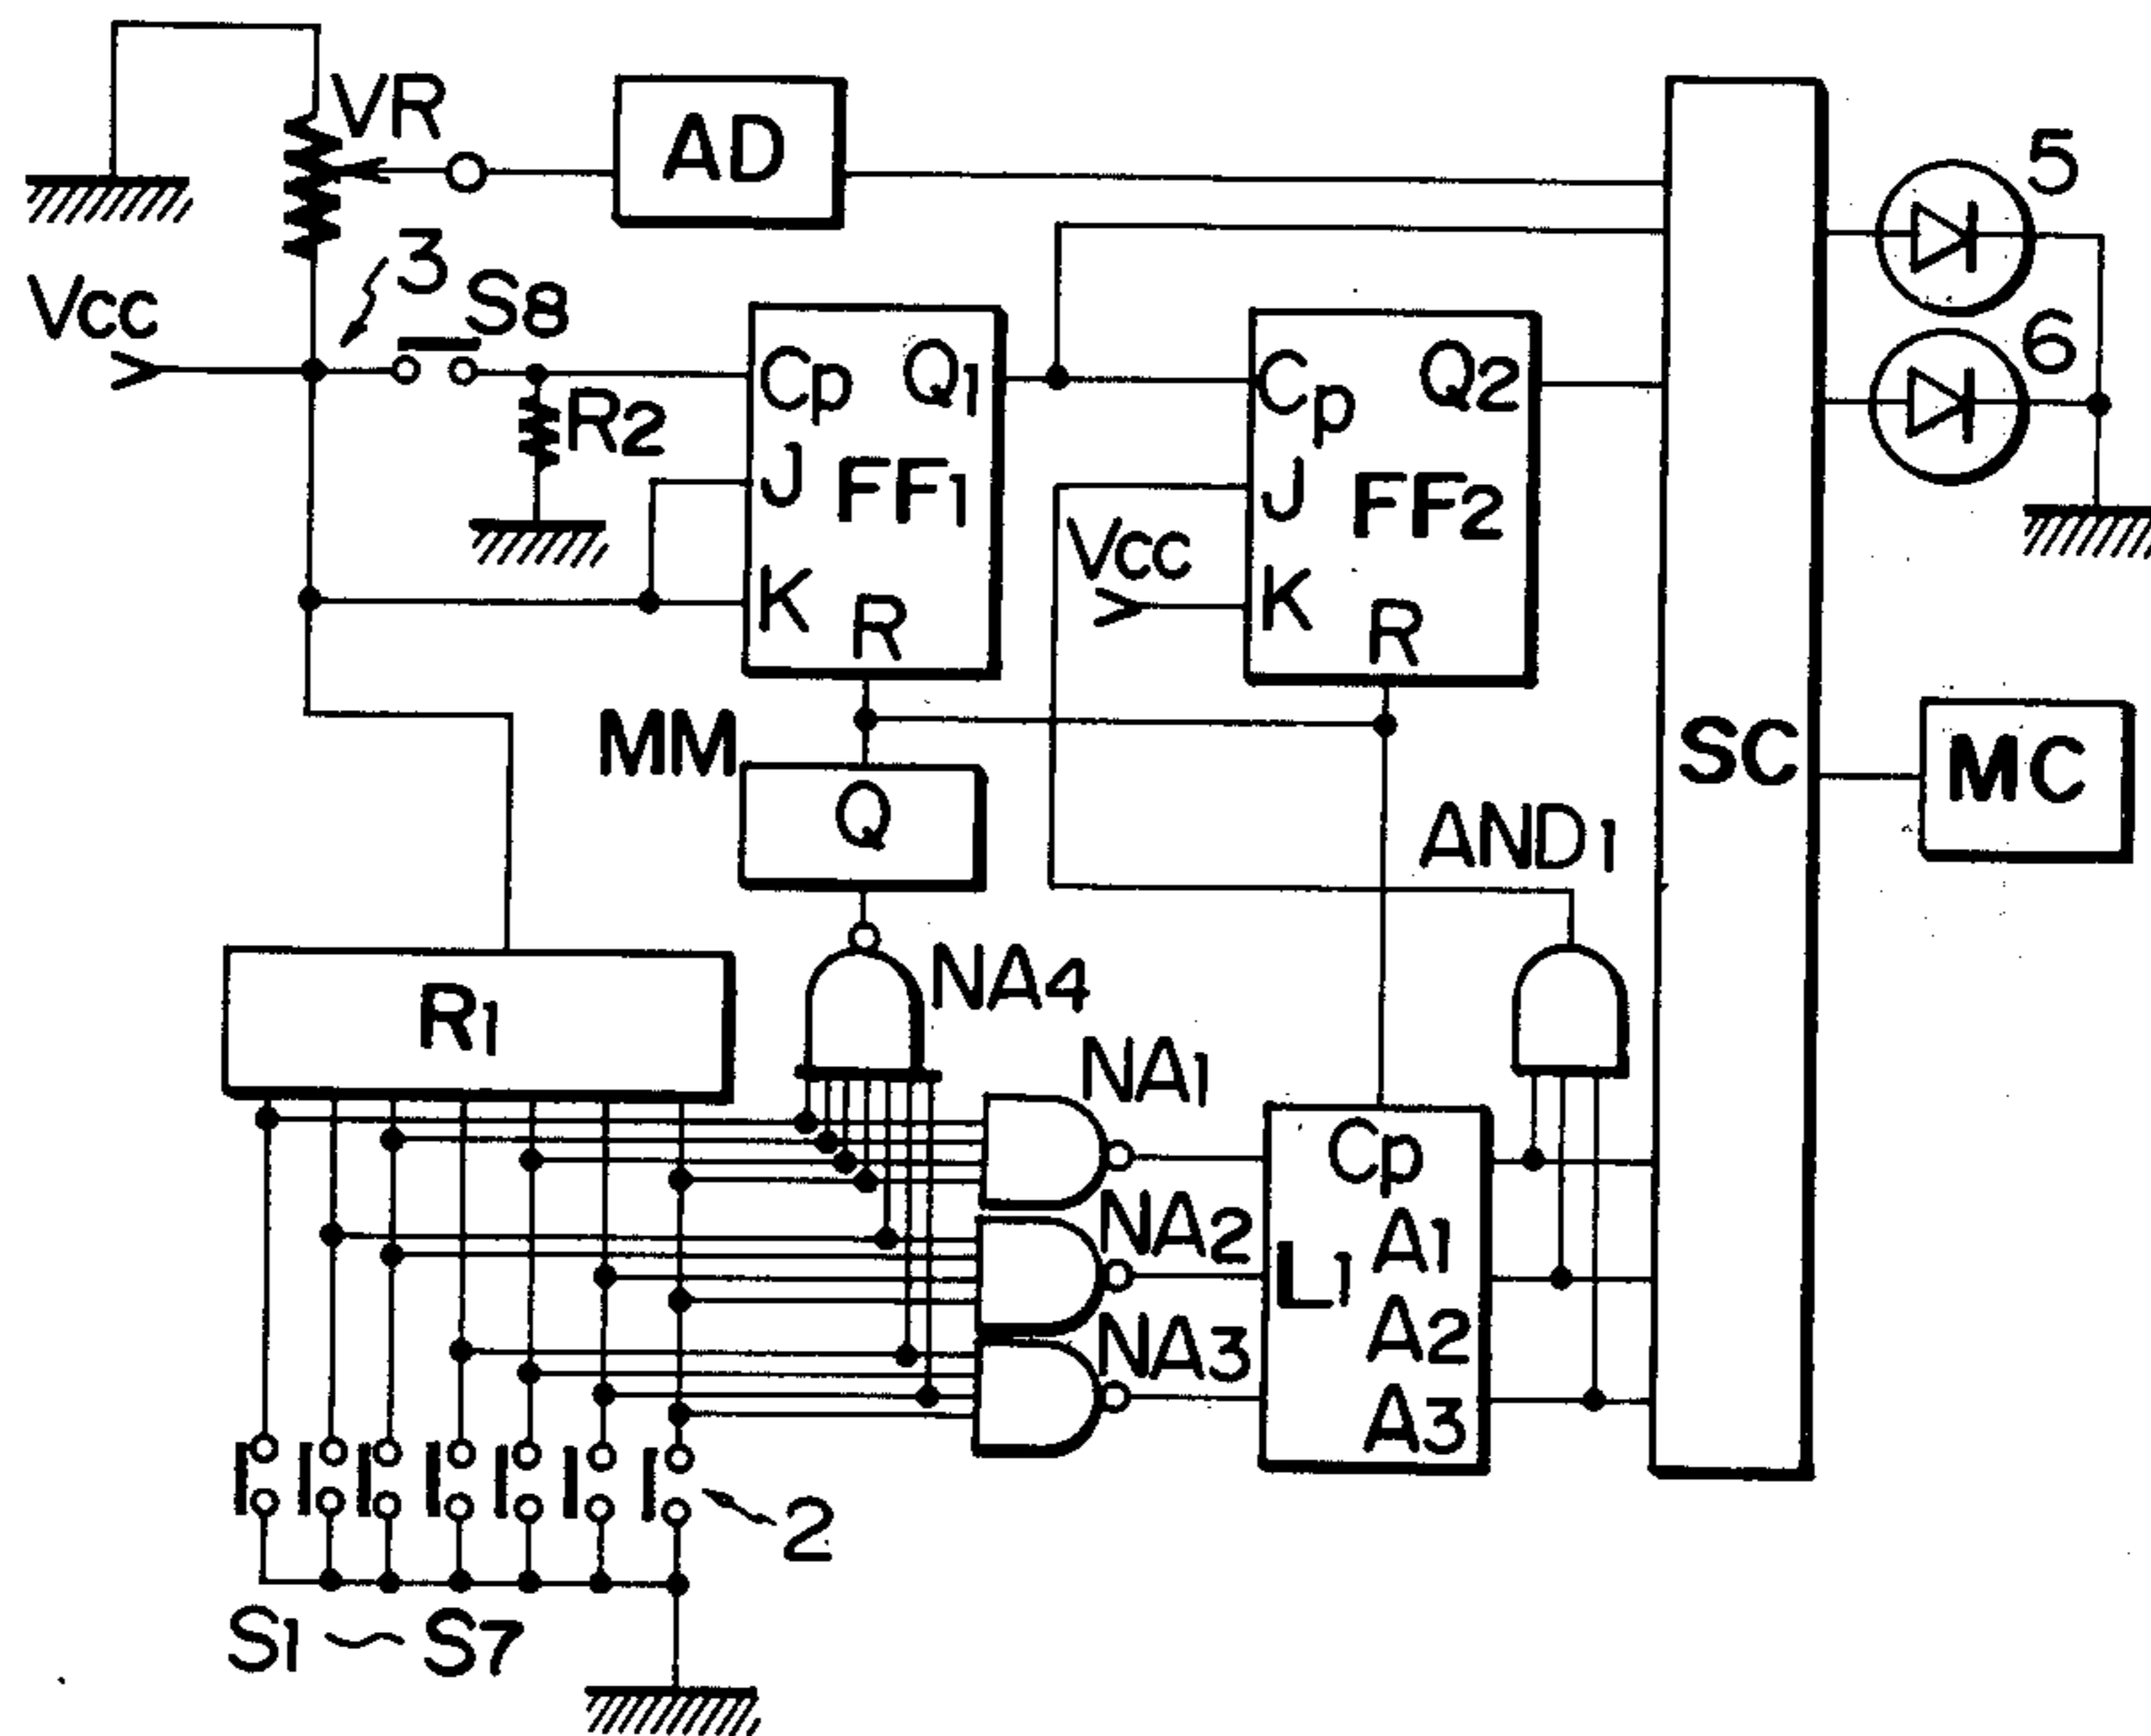 VR
AD
5
3
S8
Vcc
6
Cp Q1
Cp Q2
R2
J FF1
J FF2
Vcc
K
R
K
R
MM
SC
MC
Q
AND1
R1
NA4
NA1
Cp
NA2
A1
L1
A2
NA3
A3
2
S1 ~ S7